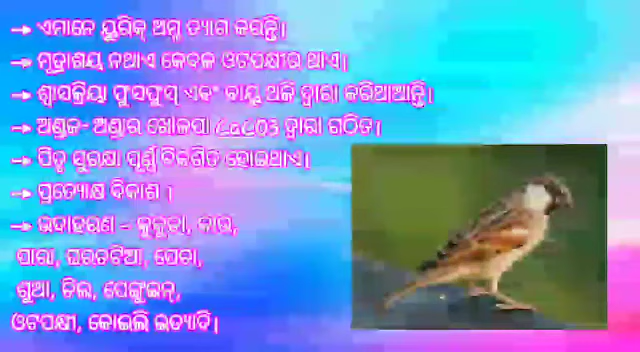 → ଏମାନେ ୟୁରିକ୍ ଅମ୍ଳ ତ୍ୟାଗ କରନ୍ତି।
→ ମୂତ୍ରାଶୟ ନଥାଏ କେବଳ ଓଟପକ୍ଷୀର ଥାଏ।
→ ଶ୍ୱାସକ୍ରିୟା ଫୁସଫୁସ୍ ଏବଂ ବାୟୁ ଥଳି ଦ୍ୱାରା କରିଥାଆନ୍ତି।
→ ଅଣ୍ଡଜ- ଅଣ୍ଡାର ଖୋଳପା CaCO3 ଦ୍ୱାରା ଗଠିତ।
→ ପିତୃ ସୁରକ୍ଷା ପୂର୍ଣ୍ଣ ବିକଶିତ ହୋଇଥାଏ।
→ ପ୍ରତ୍ୟୋକ୍ଷ ବିକାଶ ।
→ ଉଦାହରଣ – କୁକୁଡା, କାଉ,
ପାରା, ଘରଚଟିଆ, ପେଚା,
ଶୁଆ, ଚିଲ, ପେଙ୍ଗୁଇନ୍,
ଓଟପକ୍ଷୀ, କୋଇଲି ଇତ୍ୟାଦି।